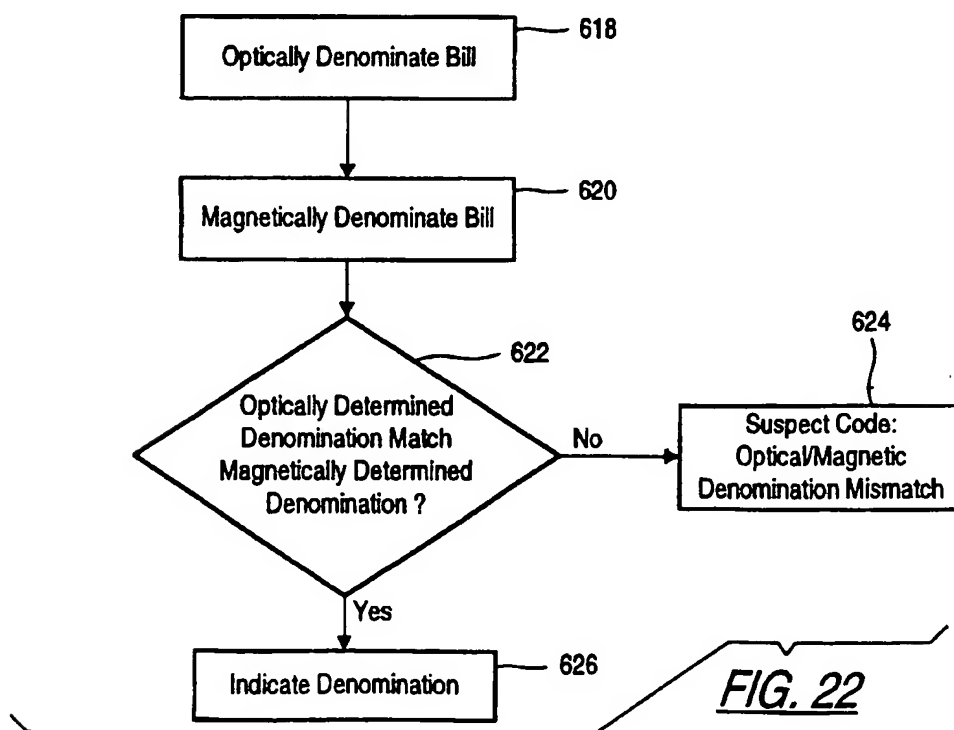 618
Optically Denominate Bill
620
Magnetically Denominate Bill
622
Optically Determined
Denomination Match
Magnetically Determined
Denomination ?
No
624
Suspect Code:
Optical/Magnetic
Denomination Mismatch
Yes
626
Indicate Denomination
FIG. 22